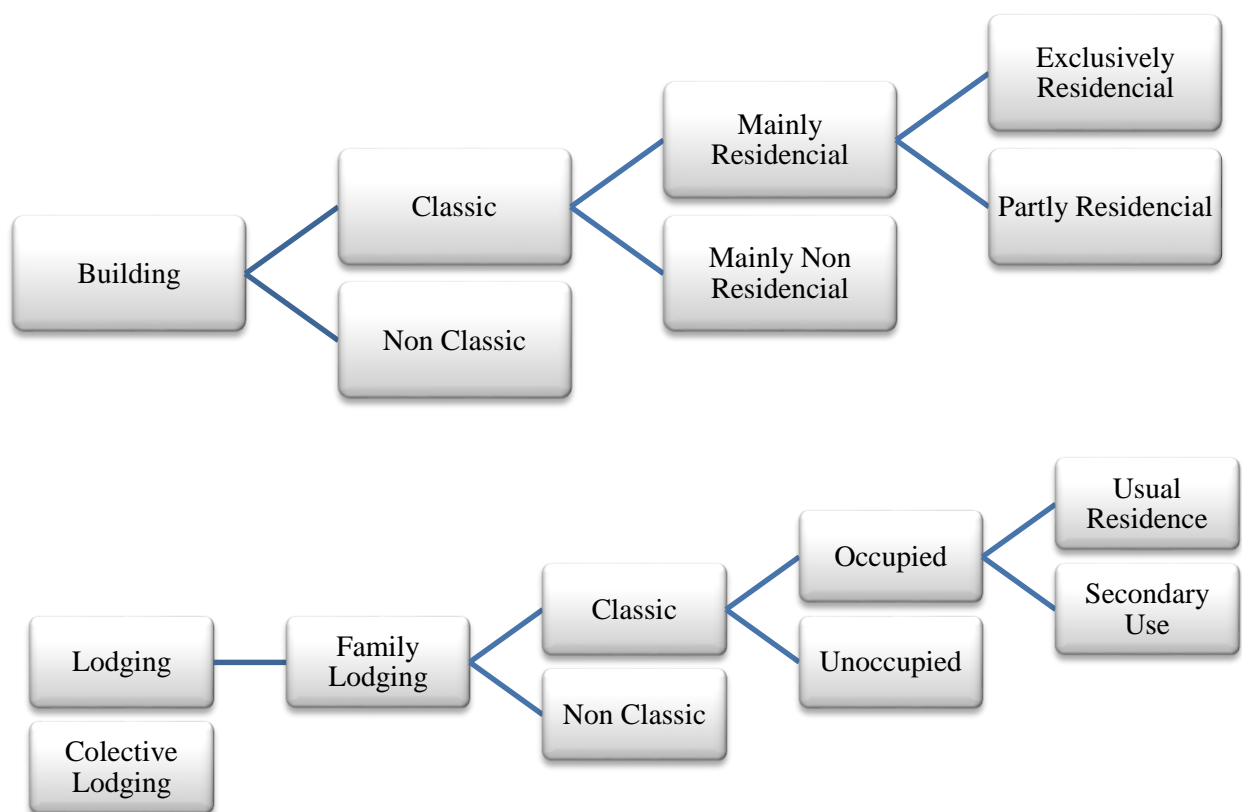 Exclusively
Residencial
Mainly
Residencial
Classic
Partly Residencial
Building
Mainly Non
Residencial
Non Classic
Usual
Residence
Occupied
Classic
Secondary
Use
Lodging
Family
Lodging
Unoccupied
Non Classic
Colective
Lodging